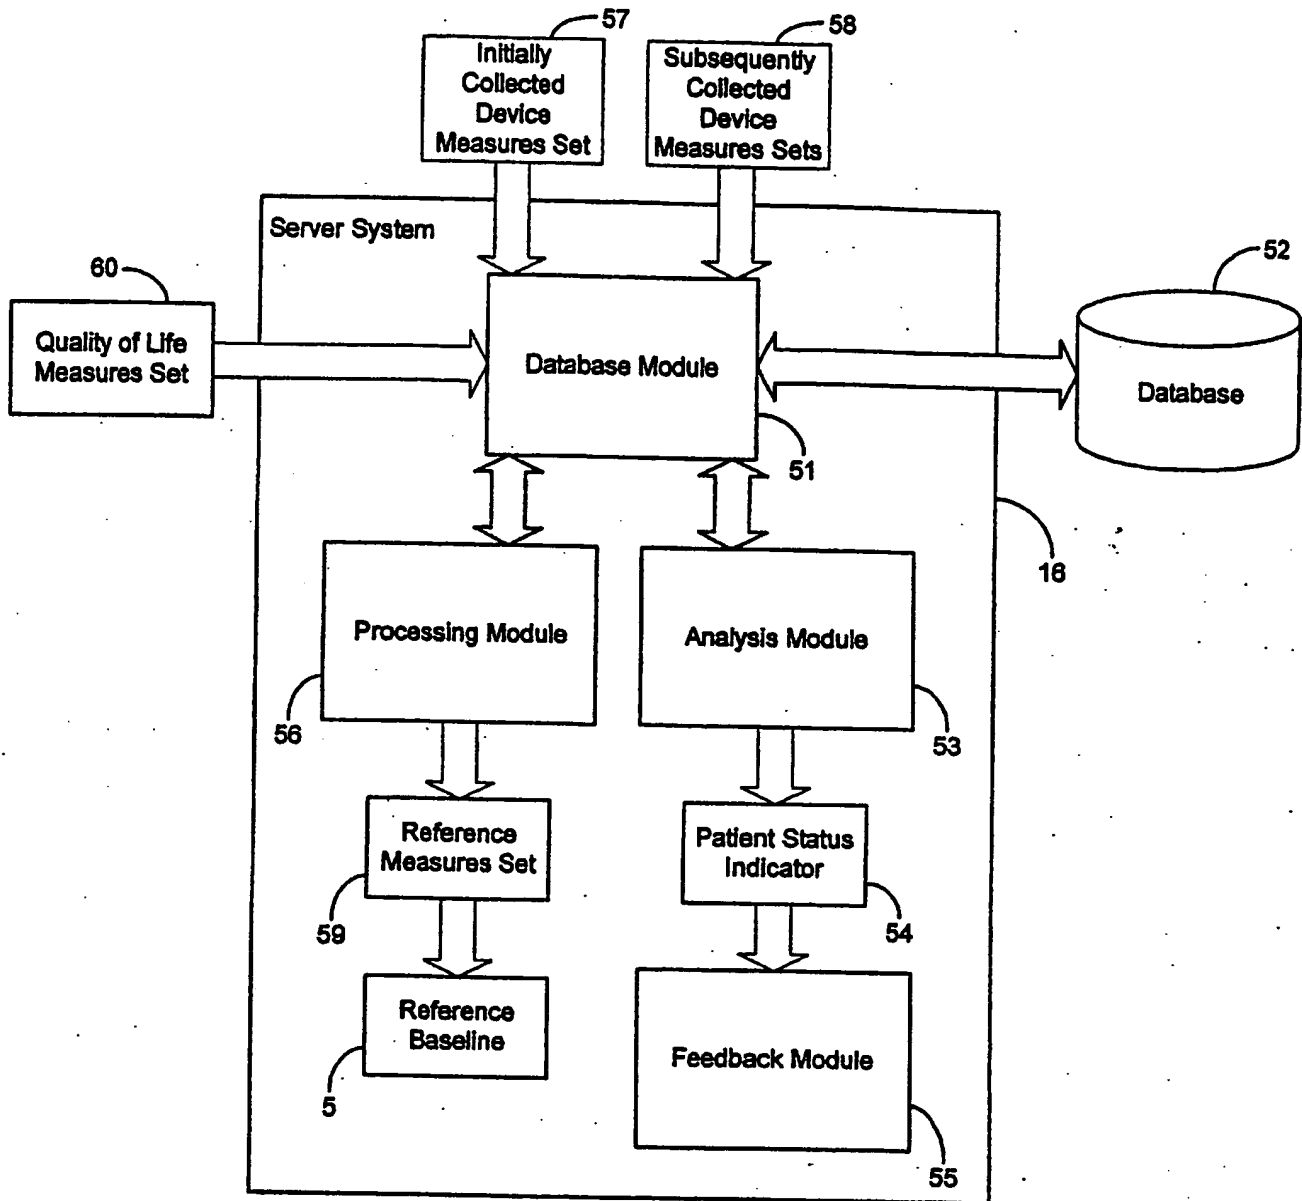 57
58
Initially
Collected
Device
Measures Set
Subsequently
Collected
Device
Measures Sets
Server System
60
52
Quality of Life
Measures Set
Database Module
Database
51
16
Processing Module
Analysis Module
56
53
Reference
Measures Set
Patient Status
Indicator
59
54
Reference
Baseline
Feedback Module
5
55